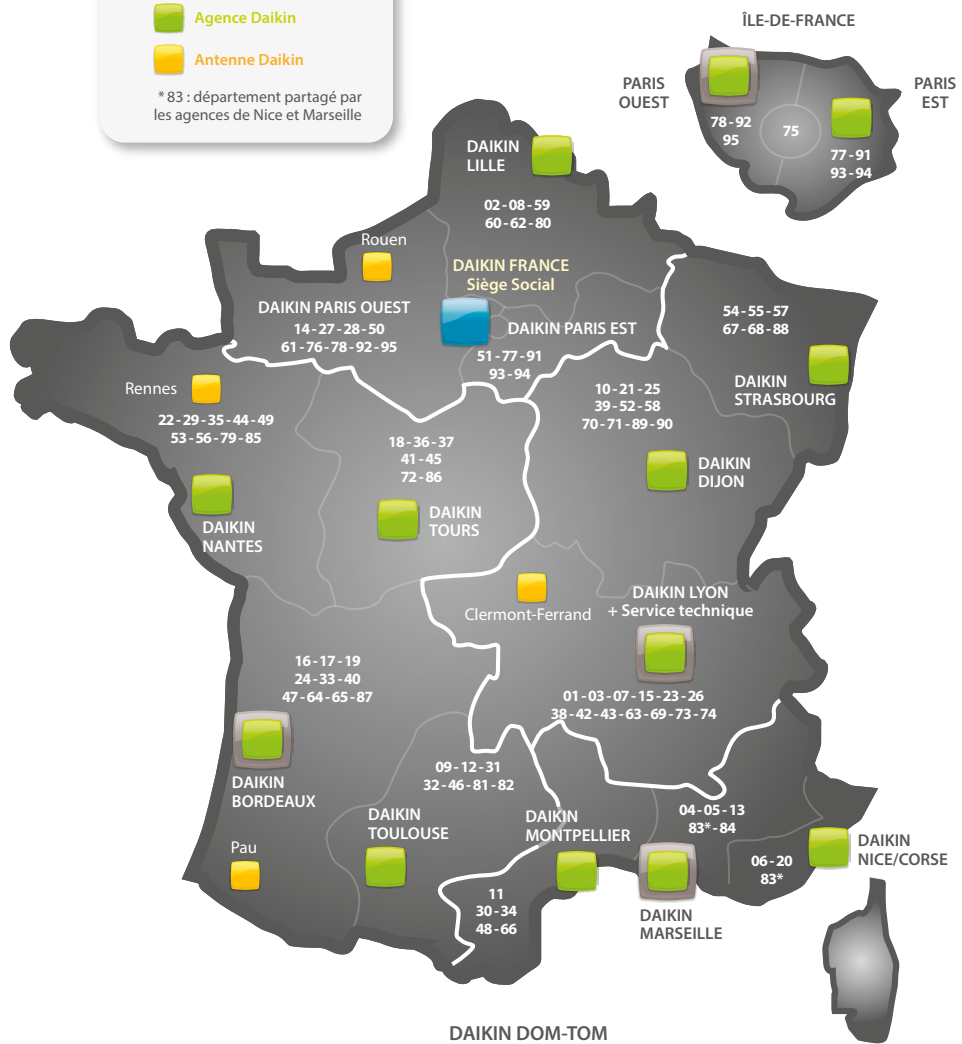 Agence Daikin
Antenne Daikin
* 83 : département partagé par
les agences de Nice et Marseille
ÎLE-DE-FRANCE
PARIS
OUEST
PARIS
EST
78-92
95
75
77-91
93-94
DAIKIN
LILLE
02-08-59
60-62-80
Rouen
DAIKIN FRANCE
Siège Social
DAIKIN PARIS OUEST
14-27-28-50
61-76-78-92-95
DAIKIN PARIS EST
51-77-91
93-94
54-55-57
67-68-88
DAIKIN
STRASBOURG
Rennes
22-29-35-44-49
53-56-79-85
10-21-25
39-52-58
70-71-89-90
18-36-37
41-45
72-86
DAIKIN
DIJON
DAIKIN
NANTES
DAIKIN
TOURS
Clermont-Ferrand
DAIKIN LYON
+ Service technique
16-17-19
24-33-40
47-64-65-87
01-03-07-15-23-26
38-42-43-63-69-73-74
DAIKIN
BORDEAUX
09-12-31
32-46-81-82
DAIKIN
TOULOUSE
DAIKIN
MONTPELLIER
04-05-13
83*-84
Pau
06-20
83*
DAIKIN
NICE/CORSE
11
30-34
48-66
DAIKIN
MARSEILLE
DAIKIN DOM-TOM